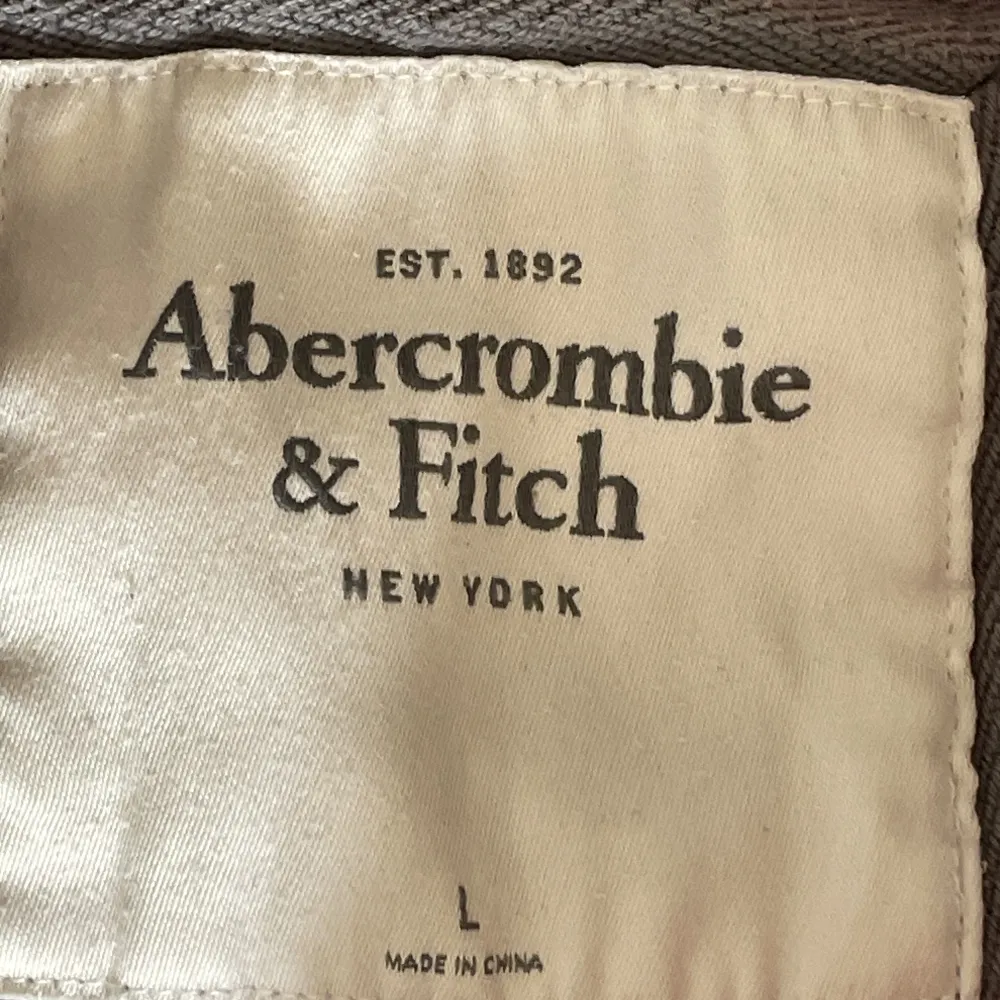 EST. 1892
Abercrombie
& Fitch
NEW YORK
L
MADE IN CHINA